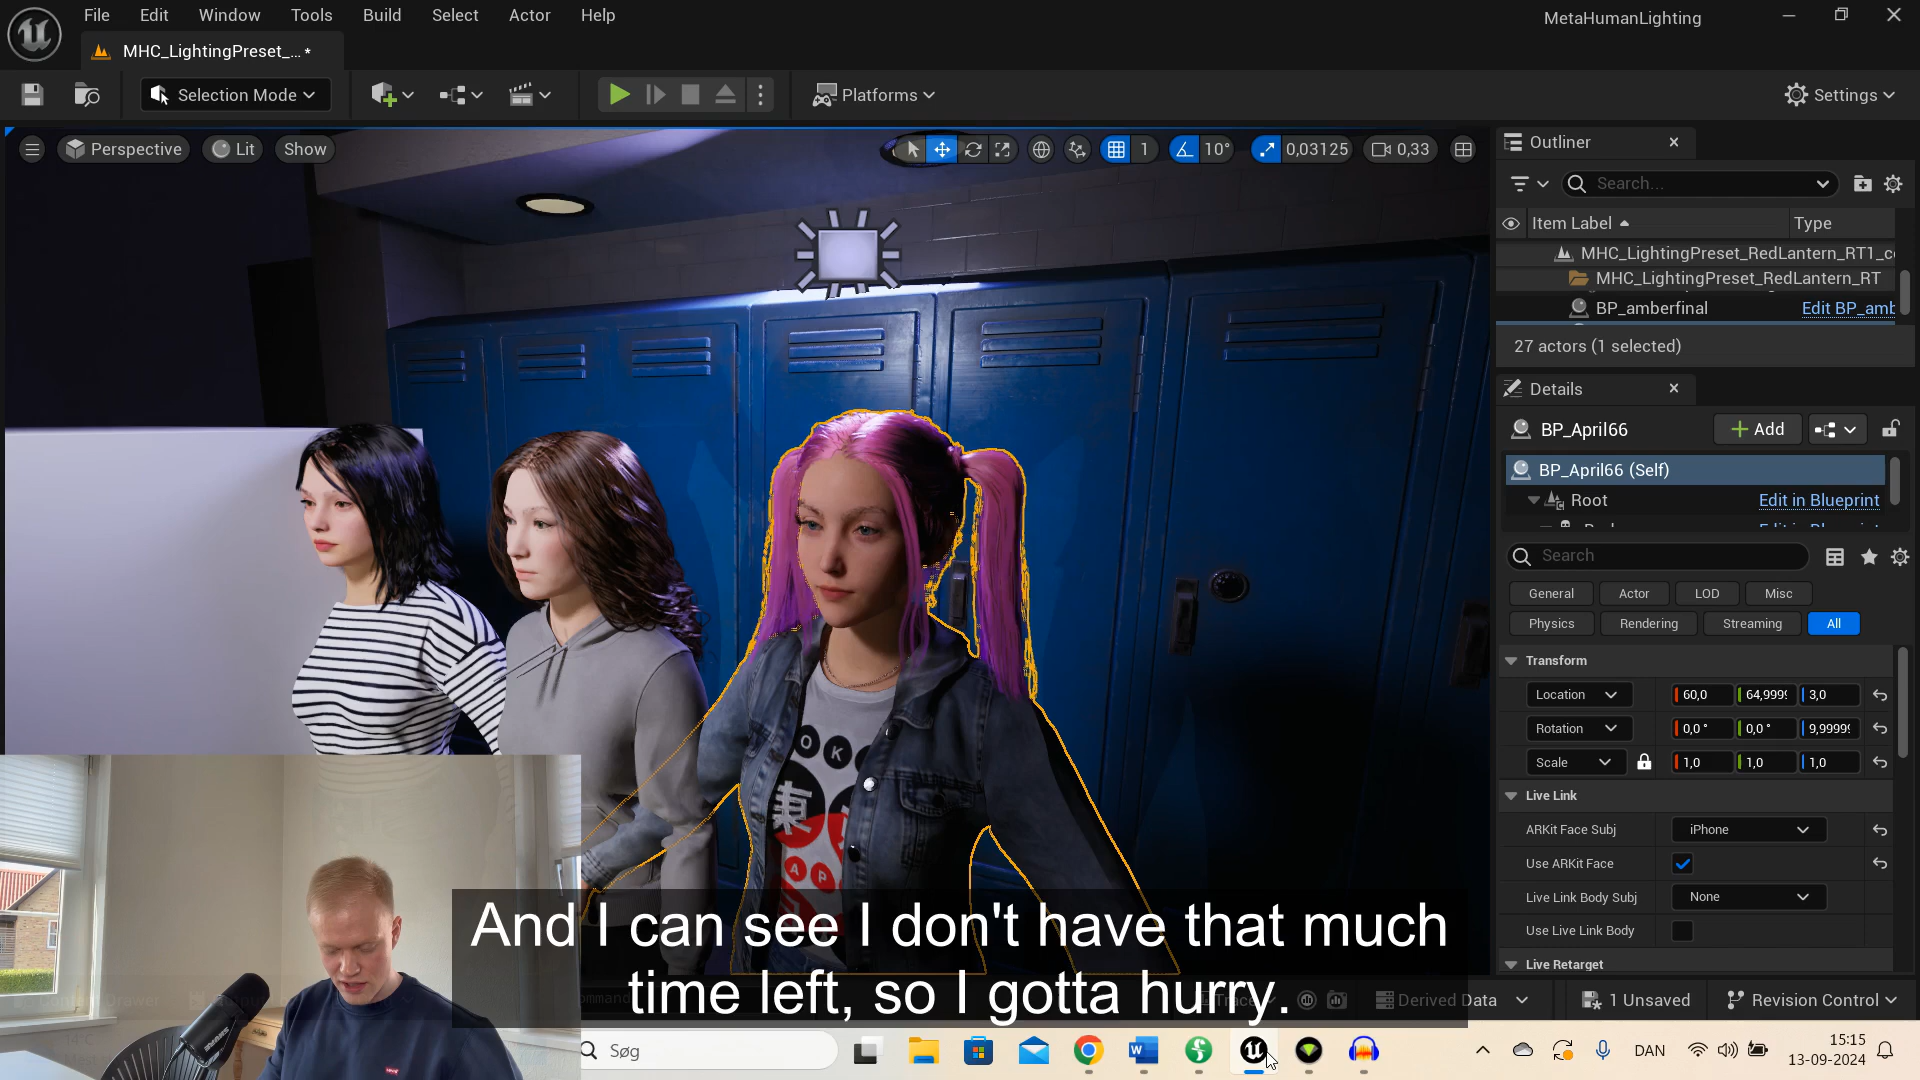 File Edit Window Tools Build Select Actor Help
MetaHumanLighting
MHC_LightingPreset_...*
Selection Mode
Platforms
Settings
Perspective
Lit
Show
1
10°
0,03125
0,33
Outliner
Search...
Item Label
Type
MHC_LightingPreset_RedLantern_RT1_c
MHC_LightingPreset_RedLantern_RT
BP_amberfinal
Edit BP_amb
27 actors (1 selected)
Details
BP_April66
Add
BP_April66 (Self)
Root
Edit in Blueprint
Search
General Actor LOD Misc
Physics Rendering Streaming All
Transform
Location 60,0 64,999 3,0
Rotation 0,0° 0,0° 9,9999
Scale 1,0 1,0 1,0
Live Link
ARKit Face Subj iPhone
Use ARKit Face
Live Link Body Subj None
Use Live Link Body
Live Retarget
And I can see I don't have that much
time left, so I gotta hurry.
Derived Data
1 Unsaved
Revision Control
Søg
DAN
15:15
13-09-2024